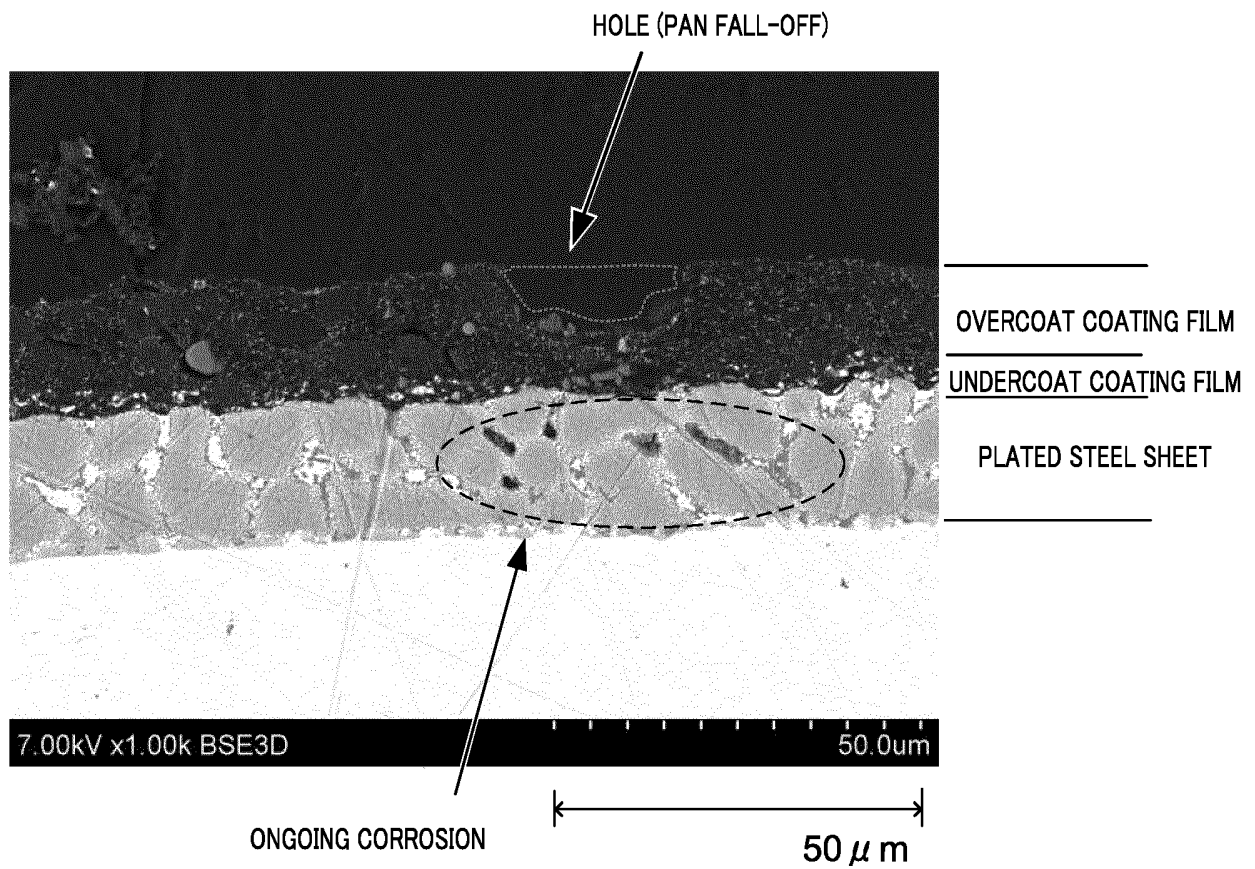 HOLE (PAN FALL-OFF)
OVERCOAT COATING FILM
UNDERCOAT COATING FILM
PLATED STEEL SHEET
7.00kV x1.00k BSE3D
50.0um
ONGOING CORROSION
50 μm